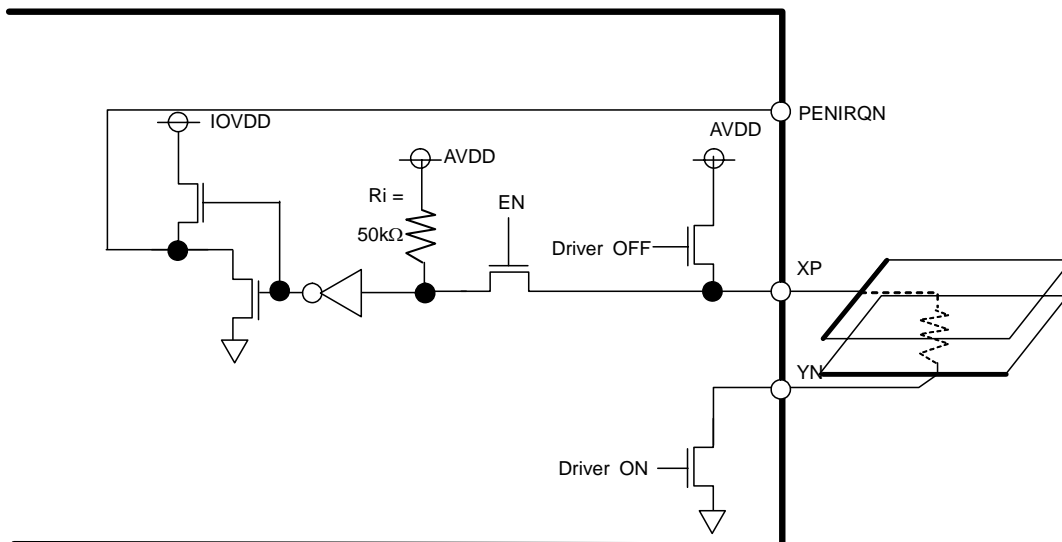 PENIRQN
IOVDD
AVDD
AVDD
Ri =
50kΩ
EN
Driver OFF
XP
YN
Driver ON